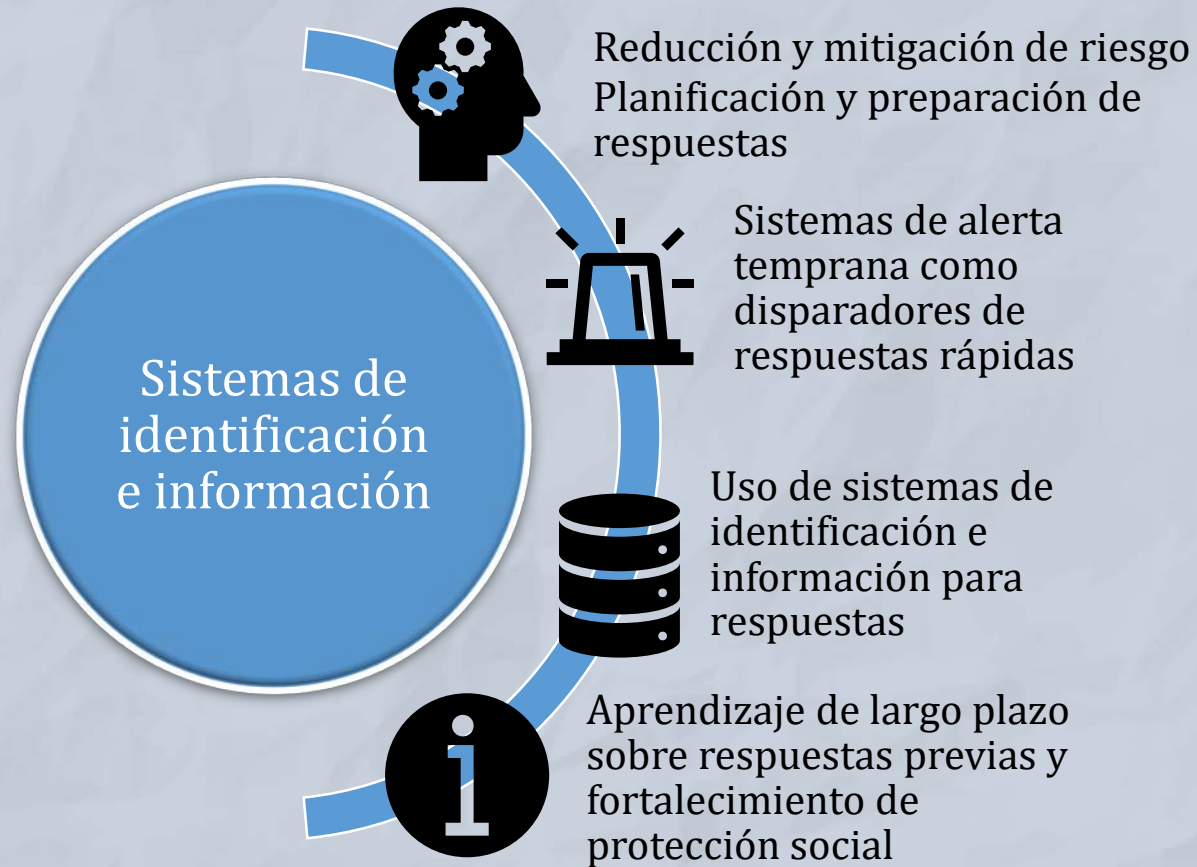 Reducción y mitigación de riesgo
Planificación y preparación de
respuestas
Sistemas de alerta
temprana como
disparadores de
respuestas rápidas
Sistemas de
identificación
e información
Uso de sistemas de
identificación e
información para
respuestas
Aprendizaje de largo plazo
sobre respuestas previas y
fortalecimiento de
protección social